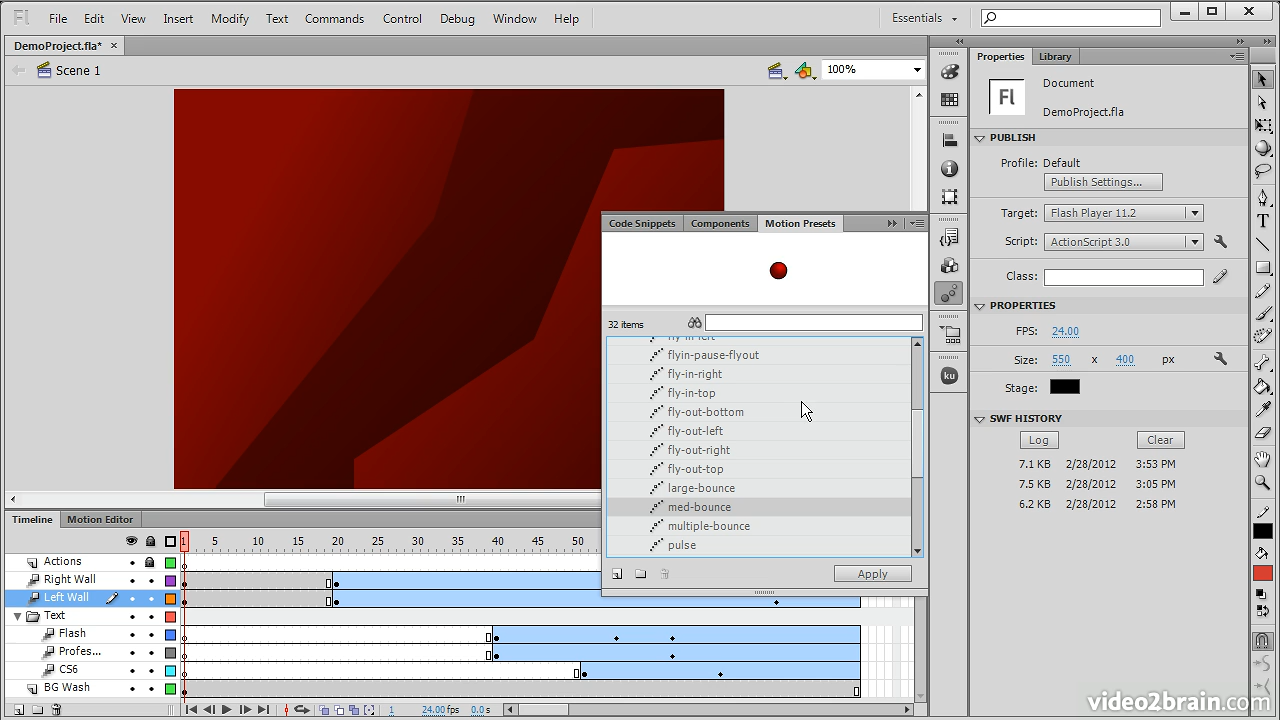 Fl File Edit View Insert Modify Text Commands Control Debug Window Help Essentials
DemoProject.fla* ×
Scene 1 100%
Properties Library
Fl Document
DemoProject.fla
PUBLISH
Profile: Default
Publish Settings...
Target: Flash Player 11.2
Script: ActionScript 3.0
Class:
PROPERTIES
FPS: 24.00
Size: 550 x 400 px
Stage:
SWF HISTORY
Log Clear
7.1 KB 2/28/2012 3:53 PM
7.5 KB 2/28/2012 3:05 PM
6.2 KB 2/28/2012 2:58 PM
Code Snippets Components Motion Presets
32 items
fly-in-left
flyin-pause-flyout
fly-in-right
fly-in-top
fly-out-bottom
fly-out-left
fly-out-right
fly-out-top
large-bounce
med-bounce
multiple-bounce
pulse
Apply
ku
T
Timeline Motion Editor
1 5 10 15 20 25 30 35 40 45 50
Actions
Right Wall
Left Wall
Text
Flash
Profes...
CS6
BG Wash
1 24.00 fps 0.0 s
video2brain.com